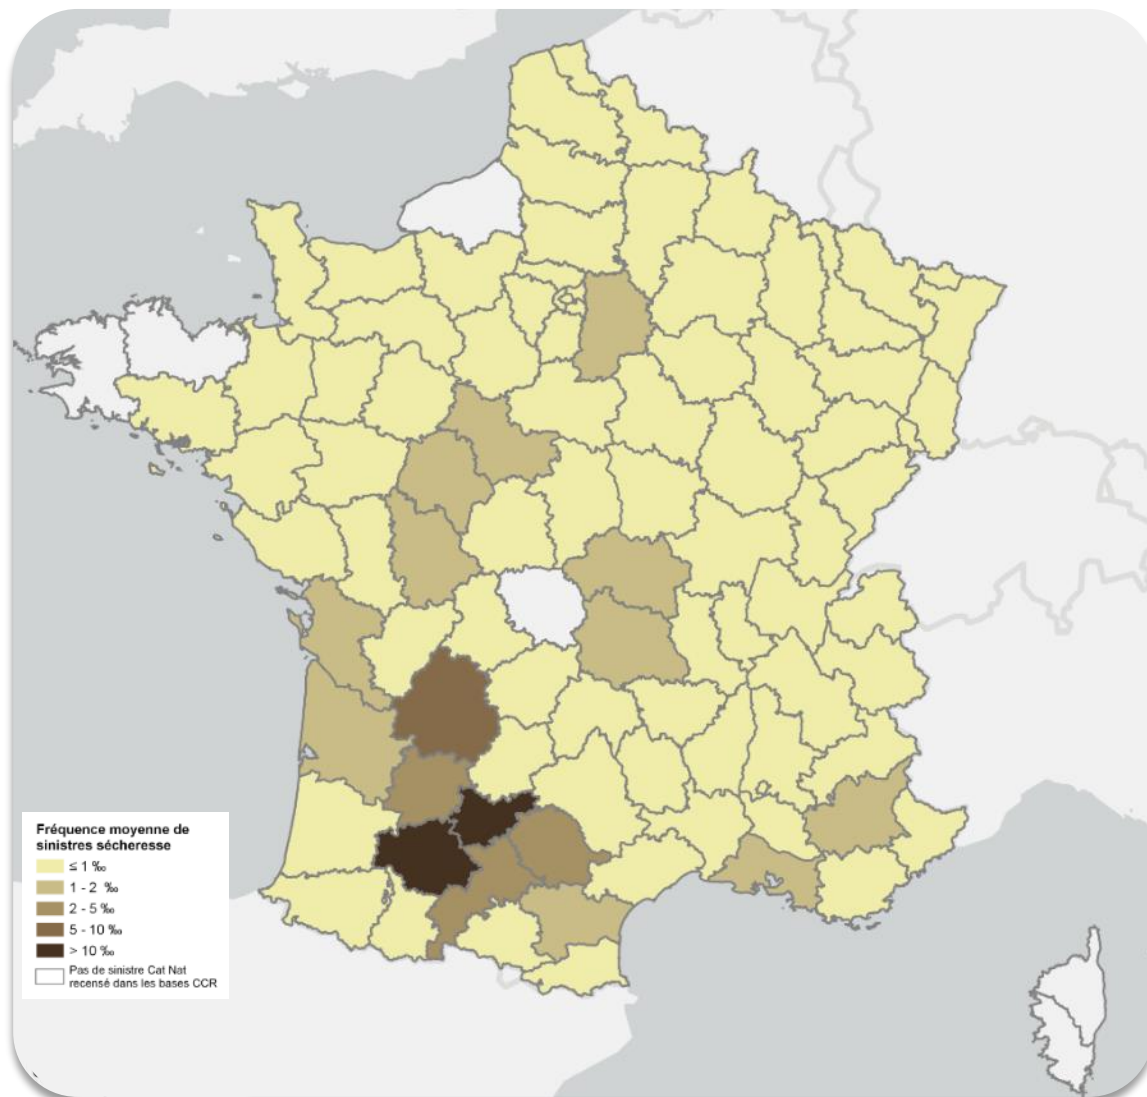 Fréquence moyenne de
sinistres sécheresse
≤ 1 ‰
1 - 2 ‰
2 - 5 ‰
5 - 10 ‰
> 10 ‰
Pas de sinistre Cat Nat
recensé dans les bases CCR